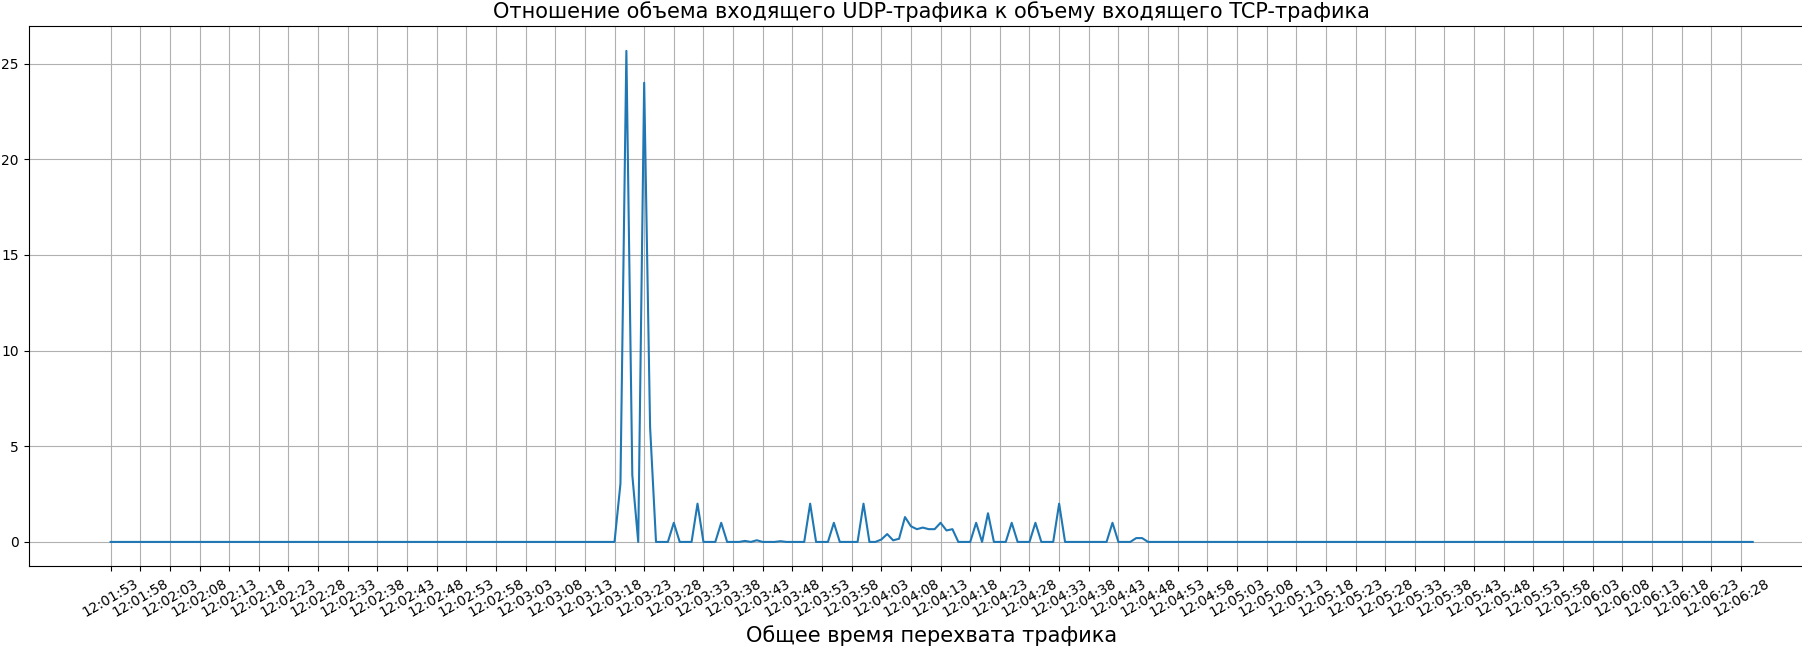 Отношение объема входящего UDP-трафика к объему входящего TCP-трафика
25
20
15
10
5
0
12:01:53 12:01:58 12:02:03 12:02:08 12:02:13 12:02:18 12:02:23 12:02:28 12:02:33 12:02:38 12:02:43 12:02:48 12:02:53 12:02:58 12:03:03 12:03:08 12:03:13 12:03:18 12:03:23 12:03:28 12:03:33 12:03:38 12:03:43 12:03:48 12:03:53 12:03:58 12:04:03 12:04:08 12:04:13 12:04:18 12:04:23 12:04:28 12:04:33 12:04:38 12:04:43 12:04:48 12:04:53 12:04:58 12:05:03 12:05:08 12:05:13 12:05:18 12:05:23 12:05:28 12:05:33 12:05:38 12:05:43 12:05:48 12:05:53 12:05:58 12:06:03 12:06:08 12:06:13 12:06:18 12:06:23 12:06:28
Общее время перехвата трафика